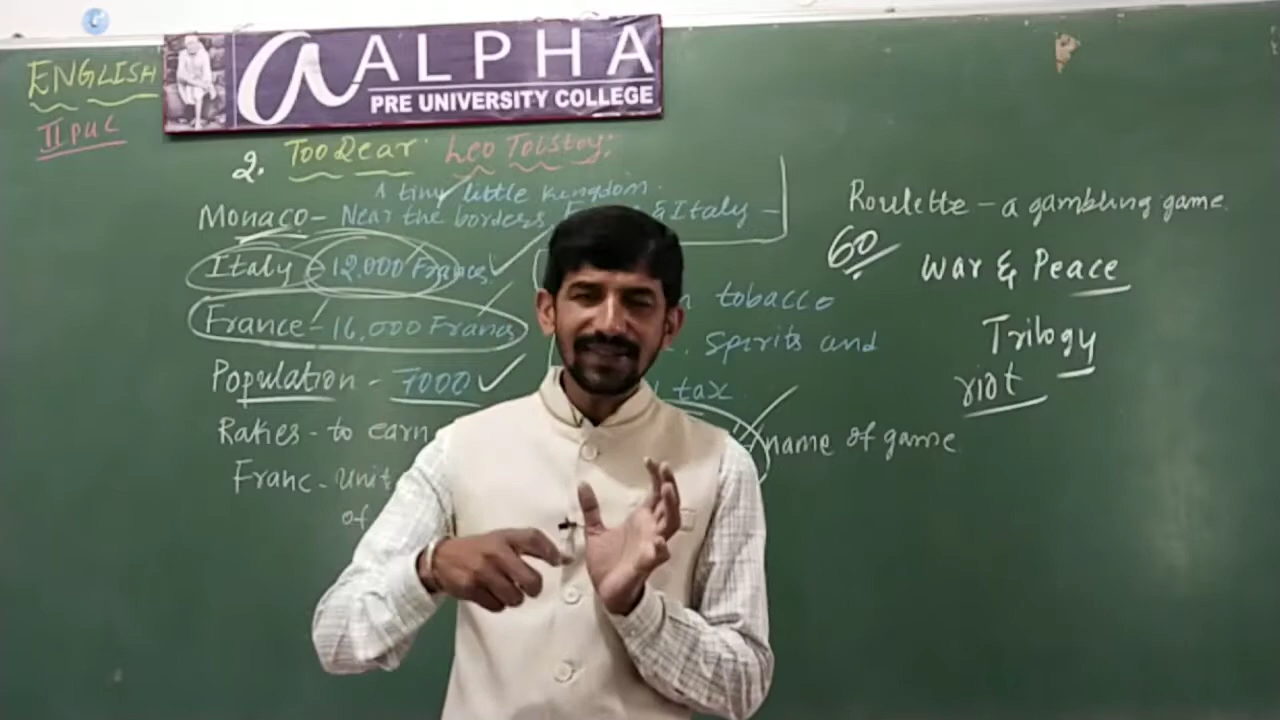 ENGLISH
II PUC
a ALPHA
PRE UNIVERSITY COLLEGE
2. Too Dear Leo Tolstoy:
A tiny little kingdom.
Monaco - Near the borders & Italy -
Italy - 12,000 Francs
France - 16,000 Francs
Population - 7000
Rakes - to earn
Franc - Unit
of
tobacco
spirits and
tax
name of game
Roulette - a gambling game
60
War & Peace
Trilogy
riot